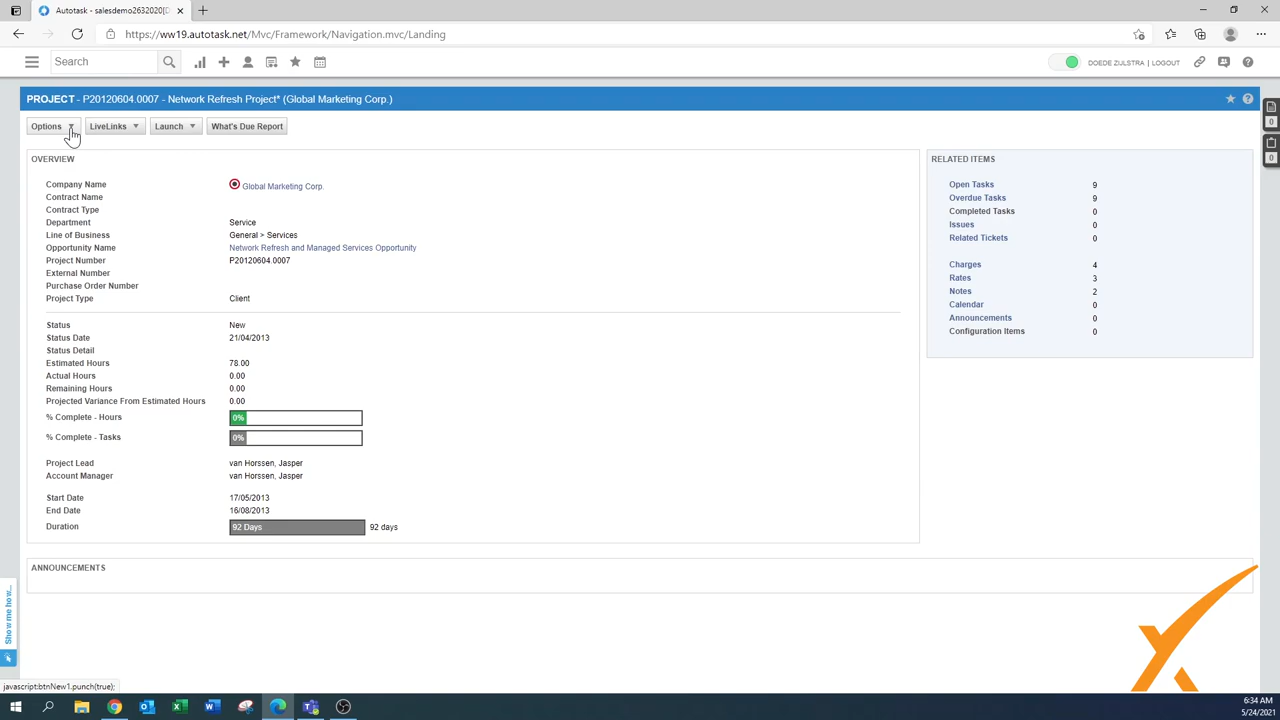 Autotask - salesdemo2632020[D
https://ww19.autotask.net/Mvc/Framework/Navigation.mvc/Landing
Search
DOEDE ZIJLSTRA | LOGOUT
PROJECT - P20120604.0007 - Network Refresh Project* (Global Marketing Corp.)
Options LiveLinks Launch What's Due Report
0
0
OVERVIEW
Company Name Global Marketing Corp.
Contract Name
Contract Type
Department Service
Line of Business General > Services
Opportunity Name Network Refresh and Managed Services Opportunity
Project Number P20120604.0007
External Number
Purchase Order Number
Project Type Client
Status New
Status Date 21/04/2013
Status Detail
Estimated Hours 78.00
Actual Hours 0.00
Remaining Hours 0.00
Projected Variance From Estimated Hours 0.00
% Complete - Hours 0%
% Complete - Tasks 0%
Project Lead van Horssen, Jasper
Account Manager van Horssen, Jasper
Start Date 17/05/2013
End Date 16/08/2013
Duration 92 Days 92 days
RELATED ITEMS
Open Tasks 9
Overdue Tasks 9
Completed Tasks 0
Issues 0
Related Tickets 0
Charges 4
Rates 3
Notes 2
Calendar 0
Announcements 0
Configuration Items 0
ANNOUNCEMENTS
Show me how...
javascript:btnNew1.punch(true);
6:34 AM
5/24/2021